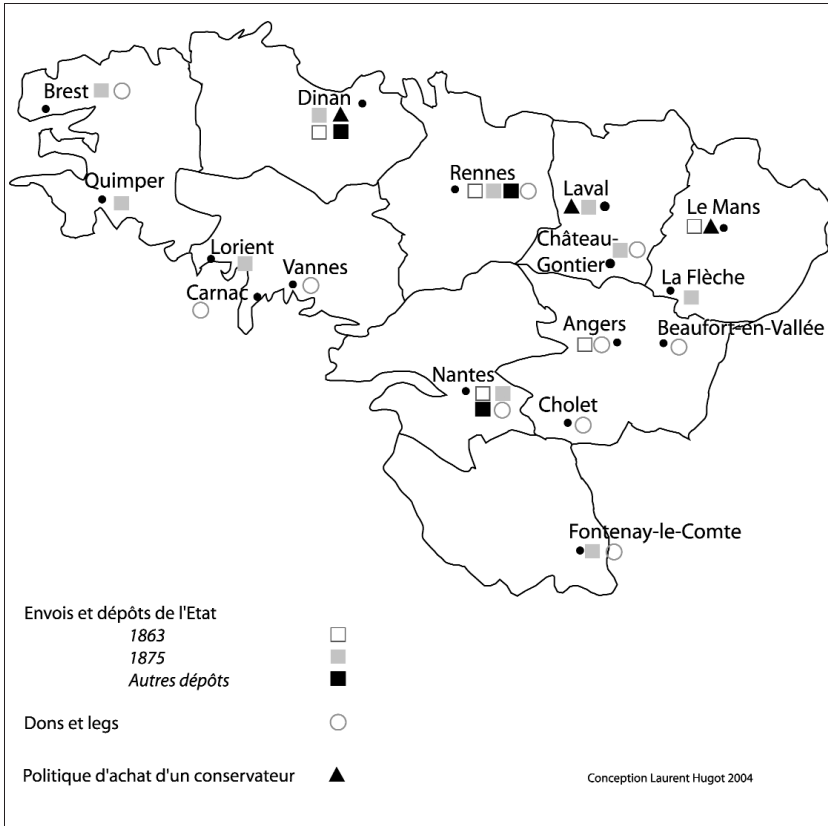 Brest
Dinan
Quimper
Rennes
Laval
Le Mans
Lorient
Château-
Gontier
Vannes
Carnac
La Flèche
Angers
Beaufort-en-Vallée
Nantes
Cholet
Fontenay-le-Comte
Envois et dépôts de l'Etat
1863
1875
Autres dépôts
Dons et legs
Politique d'achat d'un conservateur
Conception Laurent Hugot 2004